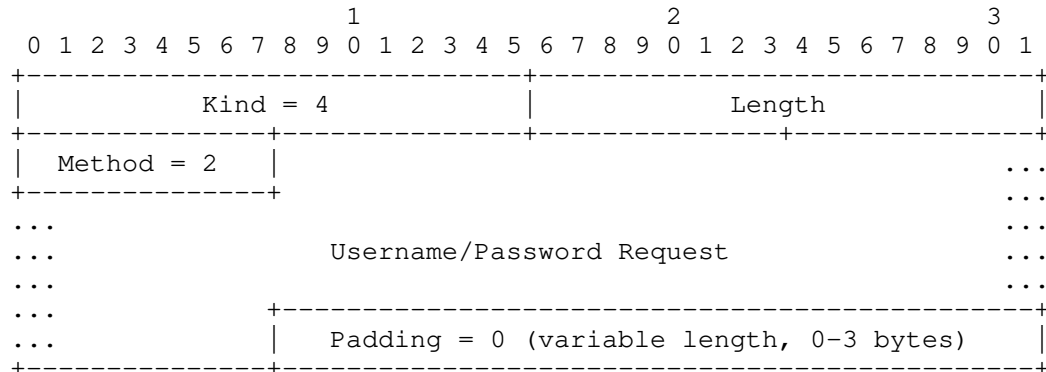 1                   2                   3
 0 1 2 3 4 5 6 7 8 9 0 1 2 3 4 5 6 7 8 9 0 1 2 3 4 5 6 7 8 9 0 1
+---------------+---------------+-------------------------------+
|           Kind = 4            |            Length             |
+---------------+---------------+---------------+---------------+
|  Method = 2   |                                             ...
+---------------+                                             ...
...                                                           ...
...                 Username/Password Request                 ...
...                                                           ...
...             +-----------------------------------------------+
...             |   Padding = 0 (variable length, 0-3 bytes)    |
+---------------+-----------------------------------------------+